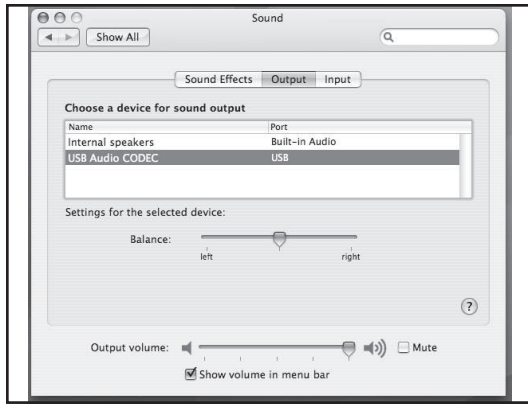 Sound
Show All
Sound Effects Output Input
Choose a device for sound output
Name Port
Internal speakers Built-in Audio
USB Audio CODEC USB
Settings for the selected device:
Balance:
left right
?
Output volume: Mute
Show volume in menu bar